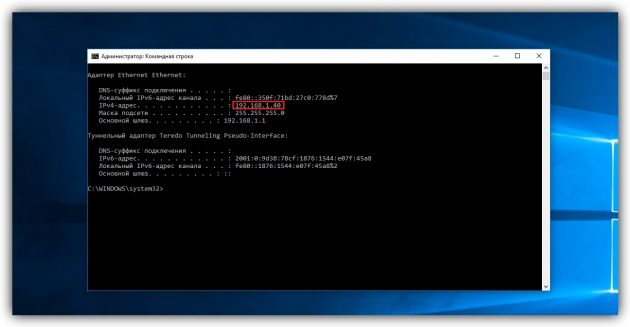 Администратор: Командная строка
Адаптер Ethernet Ethernet:
DNS-суффикс подключения . . . . . :
Локальный IPv6-адрес канала . . . : fe80::350f:71bd:27c0:778d%7
IPv4-адрес. . . . . . . . . . . . : 192.168.1.40
Маска подсети . . . . . . . . . . : 255.255.255.0
Основной шлюз. . . . . . . . . : 192.168.1.1
Туннельный адаптер Teredo Tunneling Pseudo-Interface:
DNS-суффикс подключения . . . . . :
IPv6-адрес. . . . . . . . . . . . : 2001:0:9d38:78cf:1876:1544:e07f:45a8
Локальный IPv6-адрес канала . . . : fe80::1876:1544:e07f:45a8%2
Основной шлюз. . . . . . . . . : ::
C:\WINDOWS\system32>